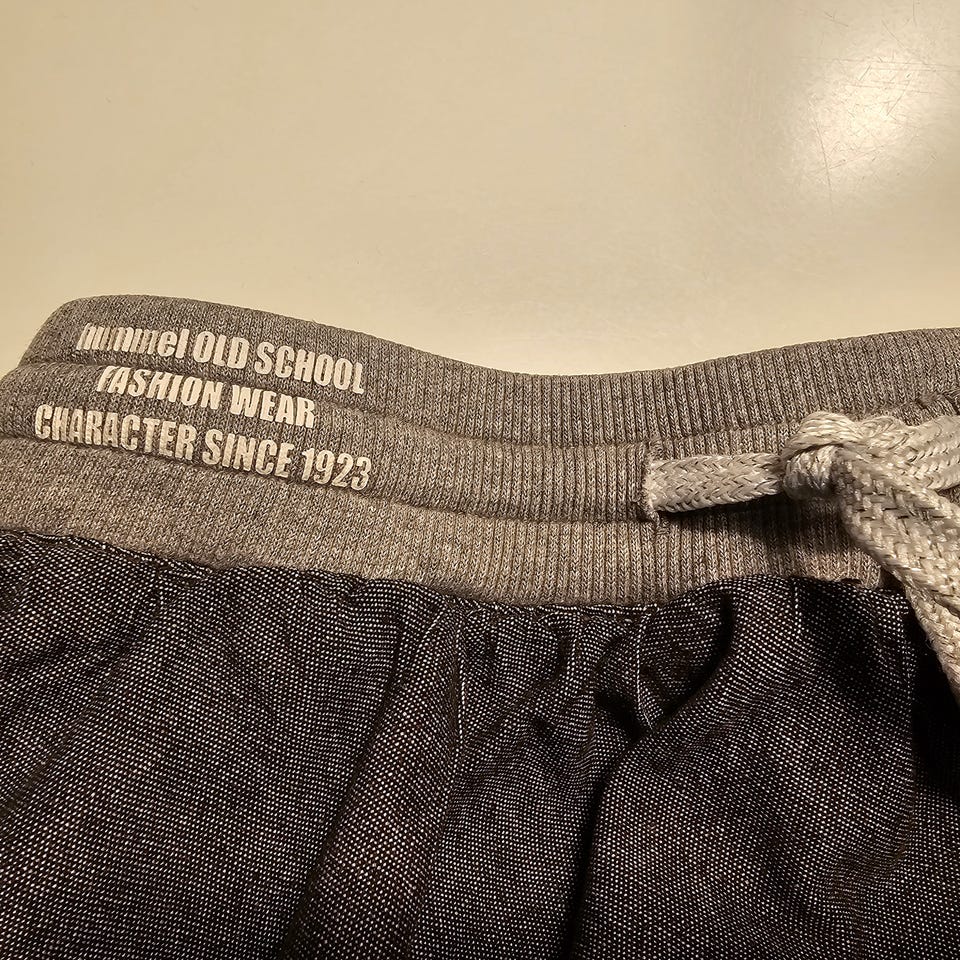 hummel OLD SCHOOL
FASHION WEAR
CHARACTER SINCE 1923